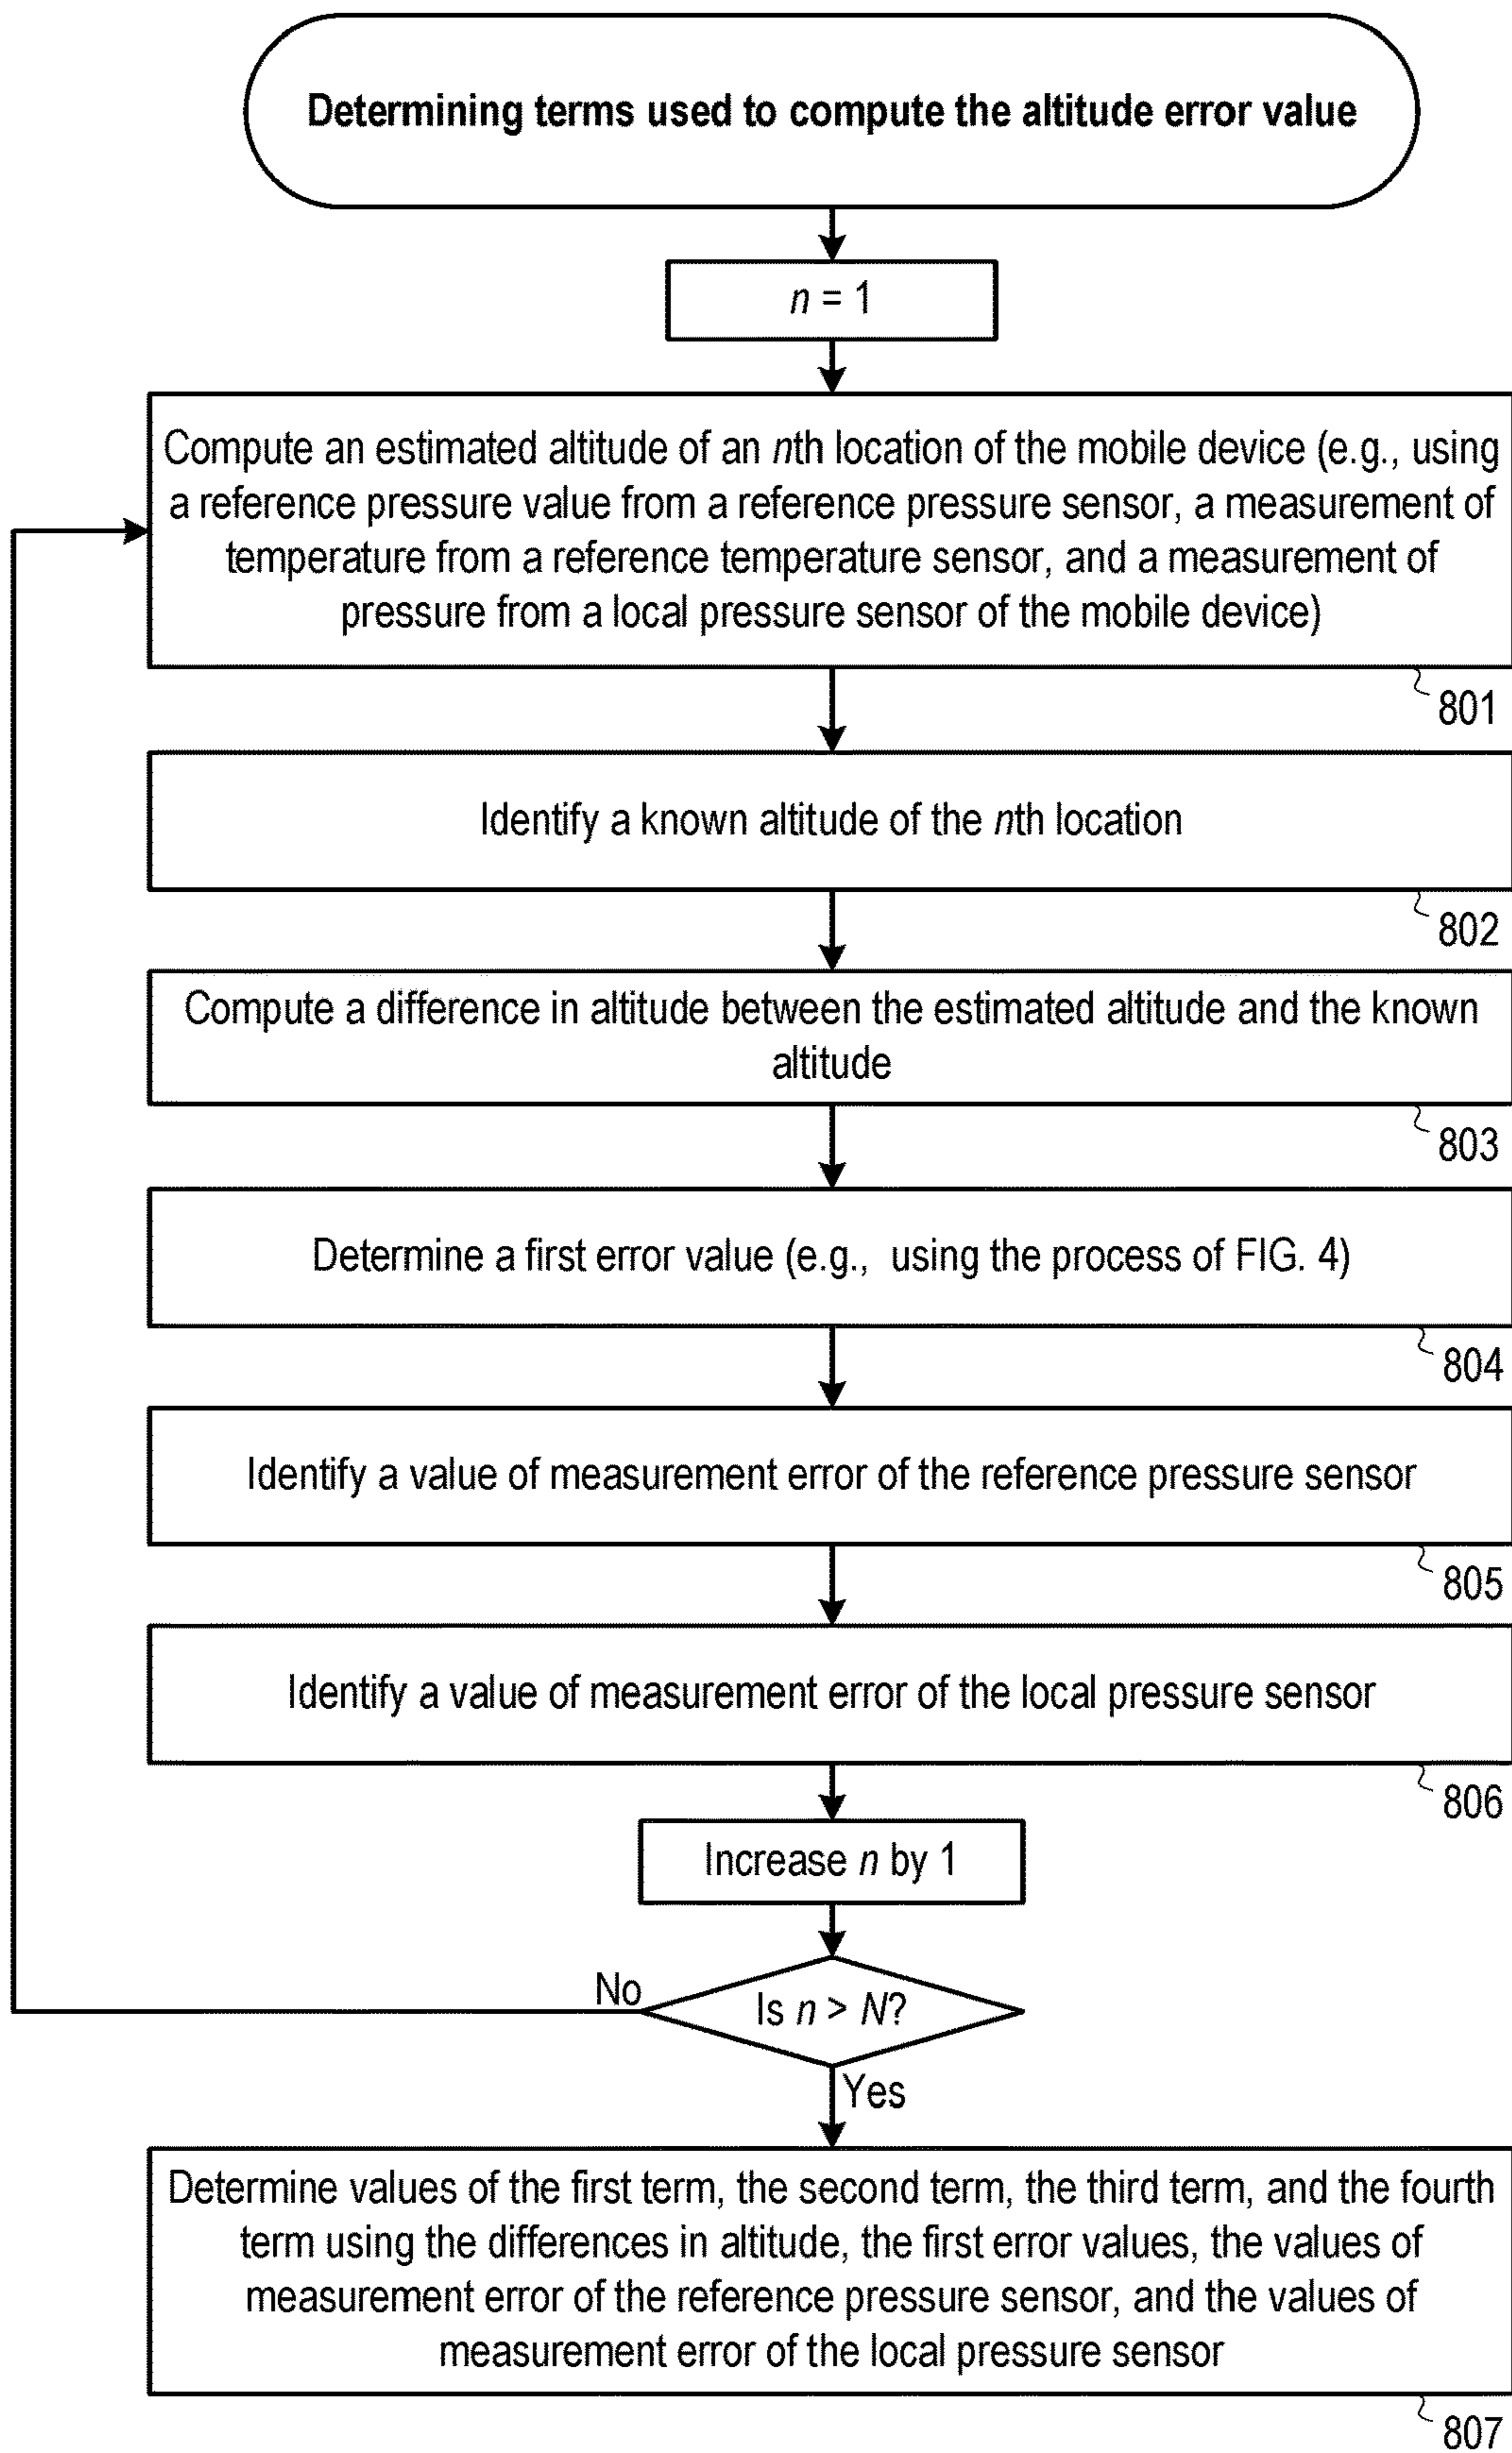 Determining terms used to compute the altitude error value
n = 1
Compute an estimated altitude of an nth location of the mobile device (e.g., using
a reference pressure value from a reference pressure sensor, a measurement of
temperature from a reference temperature sensor, and a measurement of
pressure from a local pressure sensor of the mobile device)
801
Identify a known altitude of the nth location
802
Compute a difference in altitude between the estimated altitude and the known
altitude
803
Determine a first error value (e.g., using the process of FIG. 4)
804
Identify a value of measurement error of the reference pressure sensor
805
Identify a value of measurement error of the local pressure sensor
806
Increase n by 1
No
Is n > N?
Yes
Determine values of the first term, the second term, the third term, and the fourth
term using the differences in altitude, the first error values, the values of
measurement error of the reference pressure sensor, and the values of
measurement error of the local pressure sensor
807